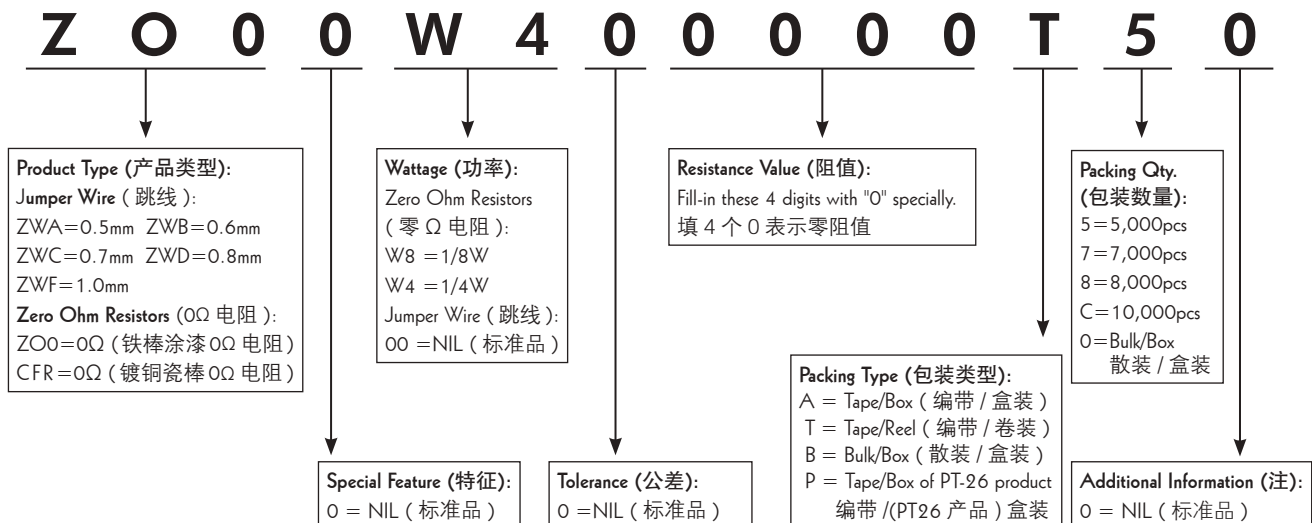 Z O 0 0 W 4 0 0 0 0 0 T 5 0
Product Type (产品类型):
Jumper Wire ( 跳线 ):
ZWA=0.5mm ZWB=0.6mm
ZWC=0.7mm ZWD=0.8mm
ZWF=1.0mm
Zero Ohm Resistors (0Ω 电阻 ):
ZO0=0Ω ( 铁棒涂漆 0Ω 电阻 )
CFR=0Ω ( 镀铜瓷棒 0Ω 电阻 )
Wattage (功率):
Zero Ohm Resistors
( 零 Ω 电阻 ):
W8 =1/8W
W4 =1/4W
Jumper Wire ( 跳线 ):
00 =NIL ( 标准品 )
Resistance Value (阻值):
Fill-in these 4 digits with "0" specially.
填 4 个 0 表示零阻值
Packing Qty.
(包装数量):
5=5,000pcs
7=7,000pcs
8=8,000pcs
C=10,000pcs
0=Bulk/Box
散装 / 盒装
Packing Type (包装类型):
A = Tape/Box ( 编带 / 盒装 )
T = Tape/Reel ( 编带 / 卷装 )
B = Bulk/Box ( 散装 / 盒装 )
P = Tape/Box of PT-26 product
编带 /(PT26 产品 ) 盒装
Special Feature (特征):
0 = NIL ( 标准品 )
Tolerance (公差):
0 =NIL ( 标准品 )
Additional Information (注):
0 = NIL ( 标准品 )